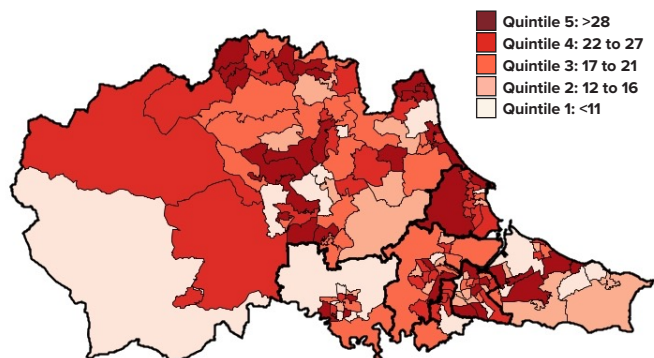 Quintile 5: >28
Quintile 4: 22 to 27
Quintile 3: 17 to 21
Quintile 2: 12 to 16
Quintile 1: <11